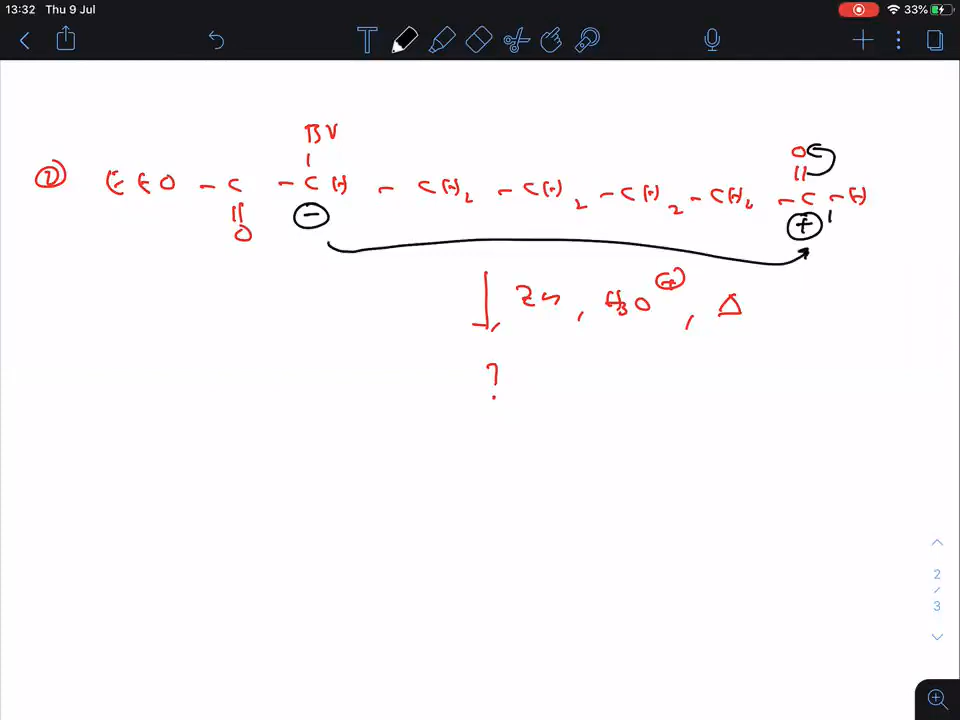 13:32 Thu 9 Jul 33%
Br
O
② EtO - C - CH - CH₂ - CH₂ - CH₂ - CH₂ - C - H
O ⊖ ⊕
Zn, H₃O⊕, Δ
?
2
/
3